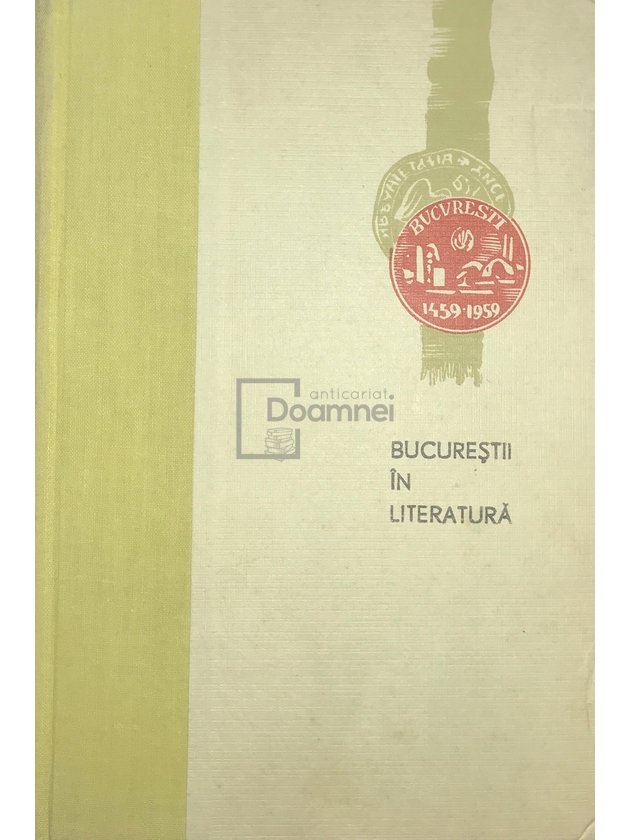 BUCUREȘTI
1459·1959
anticariat
Doamnei
BUCUREȘTII
ÎN
LITERATURĂ